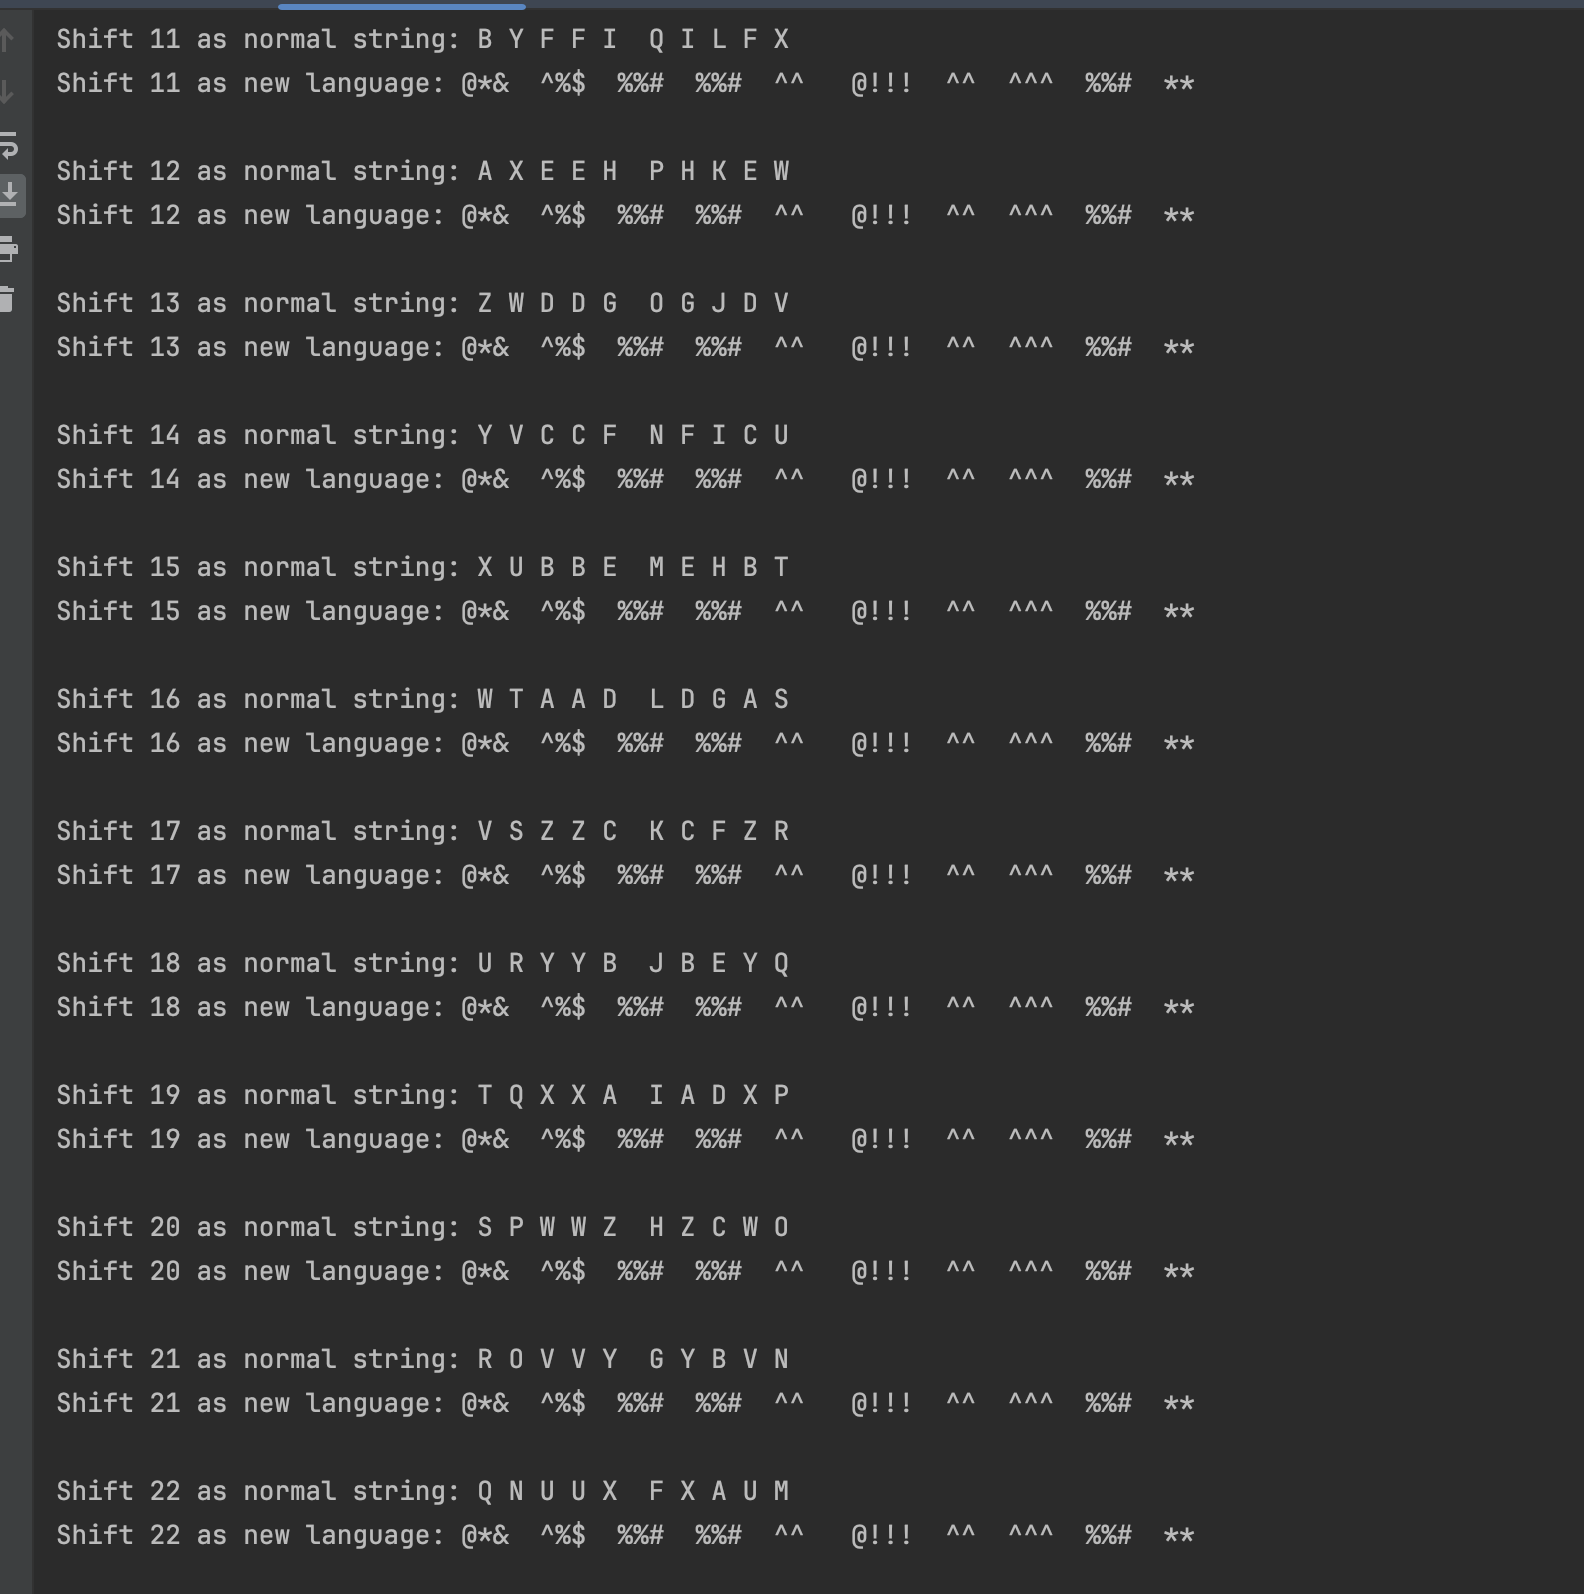 Shift 11 as normal string: B Y F F I  Q I L F X
Shift 11 as new language: @*&  ^%$  %%#  %%#  ^^   @!!!  ^^  ^^^  %%#  **
Shift 12 as normal string: A X E E H  P H K E W
Shift 12 as new language: @*&  ^%$  %%#  %%#  ^^   @!!!  ^^  ^^^  %%#  **
Shift 13 as normal string: Z W D D G  O G J D V
Shift 13 as new language: @*&  ^%$  %%#  %%#  ^^   @!!!  ^^  ^^^  %%#  **
Shift 14 as normal string: Y V C C F  N F I C U
Shift 14 as new language: @*&  ^%$  %%#  %%#  ^^   @!!!  ^^  ^^^  %%#  **
Shift 15 as normal string: X U B B E  M E H B T
Shift 15 as new language: @*&  ^%$  %%#  %%#  ^^   @!!!  ^^  ^^^  %%#  **
Shift 16 as normal string: W T A A D  L D G A S
Shift 16 as new language: @*&  ^%$  %%#  %%#  ^^   @!!!  ^^  ^^^  %%#  **
Shift 17 as normal string: V S Z Z C  K C F Z R
Shift 17 as new language: @*&  ^%$  %%#  %%#  ^^   @!!!  ^^  ^^^  %%#  **
Shift 18 as normal string: U R Y Y B  J B E Y Q
Shift 18 as new language: @*&  ^%$  %%#  %%#  ^^   @!!!  ^^  ^^^  %%#  **
Shift 19 as normal string: T Q X X A  I A D X P
Shift 19 as new language: @*&  ^%$  %%#  %%#  ^^   @!!!  ^^  ^^^  %%#  **
Shift 20 as normal string: S P W W Z  H Z C W O
Shift 20 as new language: @*&  ^%$  %%#  %%#  ^^   @!!!  ^^  ^^^  %%#  **
Shift 21 as normal string: R O V V Y  G Y B V N
Shift 21 as new language: @*&  ^%$  %%#  %%#  ^^   @!!!  ^^  ^^^  %%#  **
Shift 22 as normal string: Q N U U X  F X A U M
Shift 22 as new language: @*&  ^%$  %%#  %%#  ^^   @!!!  ^^  ^^^  %%#  **